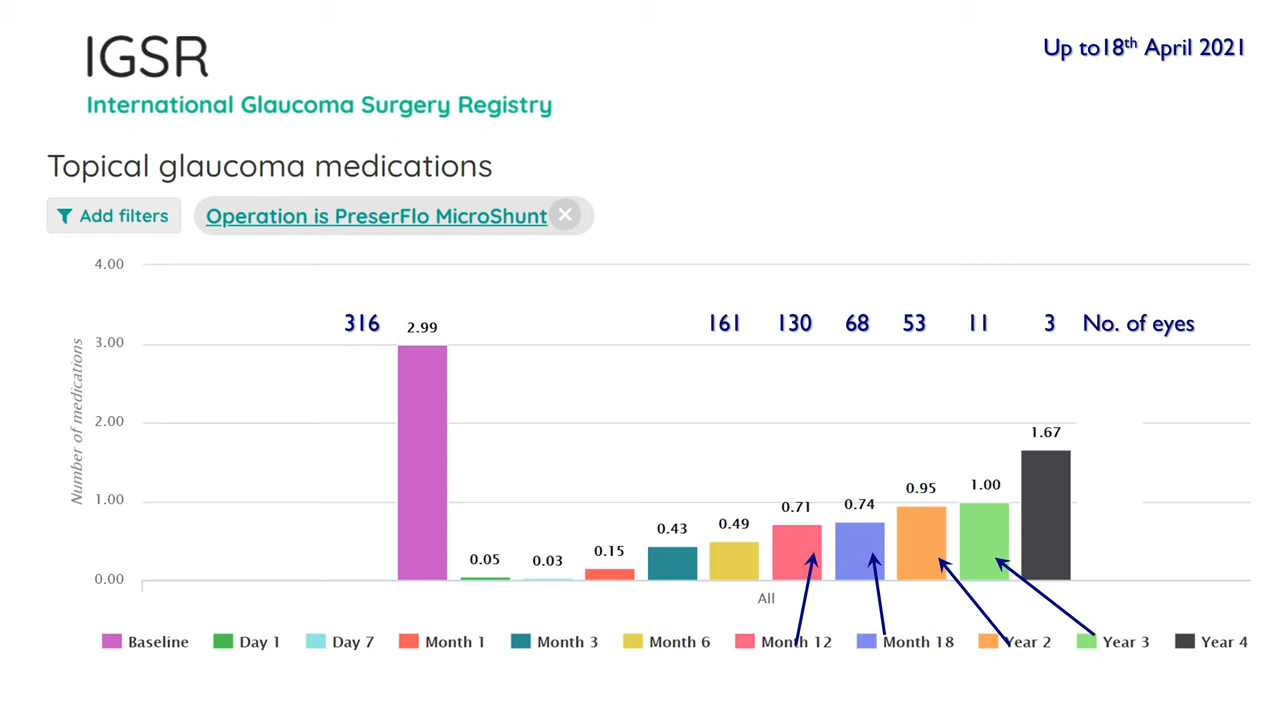 IGSR
Up to18th April 2021
International Glaucoma Surgery Registry
Topical glaucoma medications
Add filters
Operation is PreserFlo MicroShunt ✕
4.00
316 161 130 68 53 11 3 No. of eyes
2.99
3.00
Number of medications
2.00
1.67
1.00
1.00
0.95
0.71
0.74
0.49
0.43
0.15
0.05
0.03
0.00
All
Baseline Day 1 Day 7 Month 1 Month 3 Month 6 Month 12 Month 18 Year 2 Year 3 Year 4